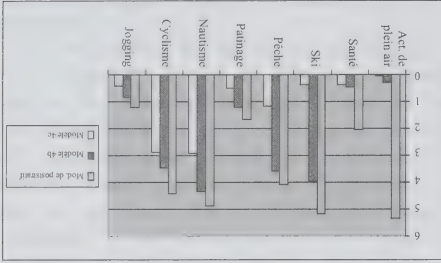 Act. de
plein air
Santé
Ski
Pêche
Patinage
Nautisme
Cyclisme
Jogging
0
1
2
3
4
5
6
Modèle 4c
Modèle 4b
Mod. de poststratif